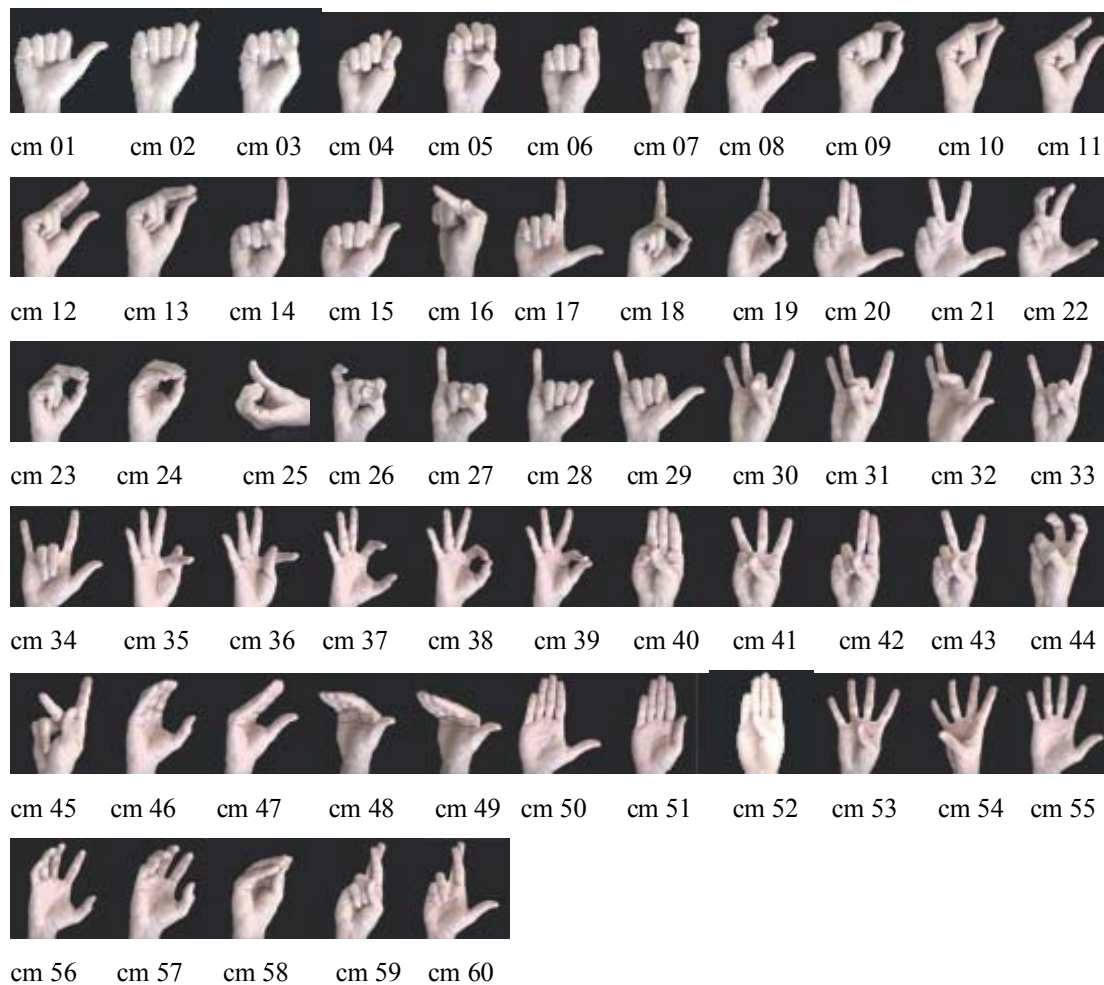 cm 01 cm 02 cm 03 cm 04 cm 05 cm 06 cm 07 cm 08 cm 09 cm 10 cm 11
cm 12 cm 13 cm 14 cm 15 cm 16 cm 17 cm 18 cm 19 cm 20 cm 21 cm 22
cm 23 cm 24 cm 25 cm 26 cm 27 cm 28 cm 29 cm 30 cm 31 cm 32 cm 33
cm 34 cm 35 cm 36 cm 37 cm 38 cm 39 cm 40 cm 41 cm 42 cm 43 cm 44
cm 45 cm 46 cm 47 cm 48 cm 49 cm 50 cm 51 cm 52 cm 53 cm 54 cm 55
cm 56 cm 57 cm 58 cm 59 cm 60